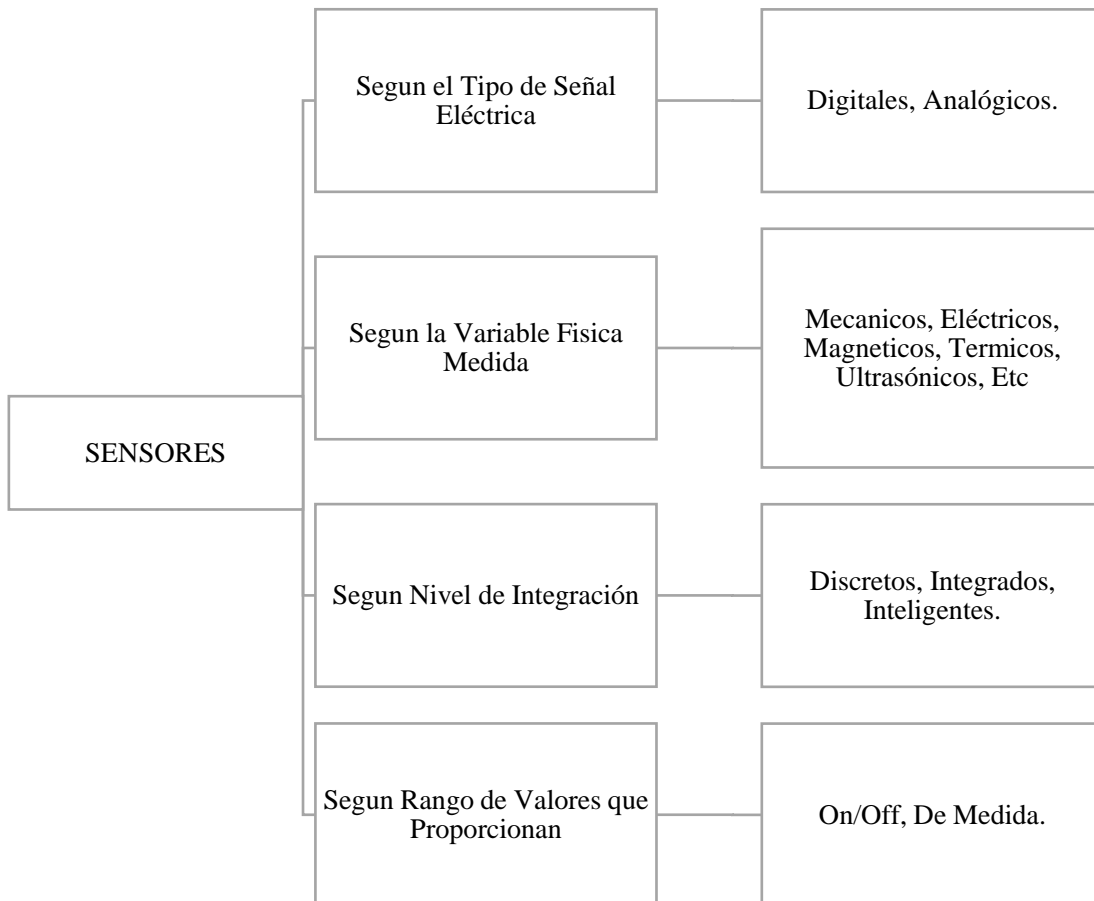 Segun el Tipo de Señal
Eléctrica
Digitales, Analógicos.
Segun la Variable Fisica
Medida
Mecanicos, Eléctricos,
Magneticos, Termicos,
Ultrasónicos, Etc
SENSORES
Segun Nivel de Integración
Discretos, Integrados,
Inteligentes.
Segun Rango de Valores que
Proporcionan
On/Off, De Medida.